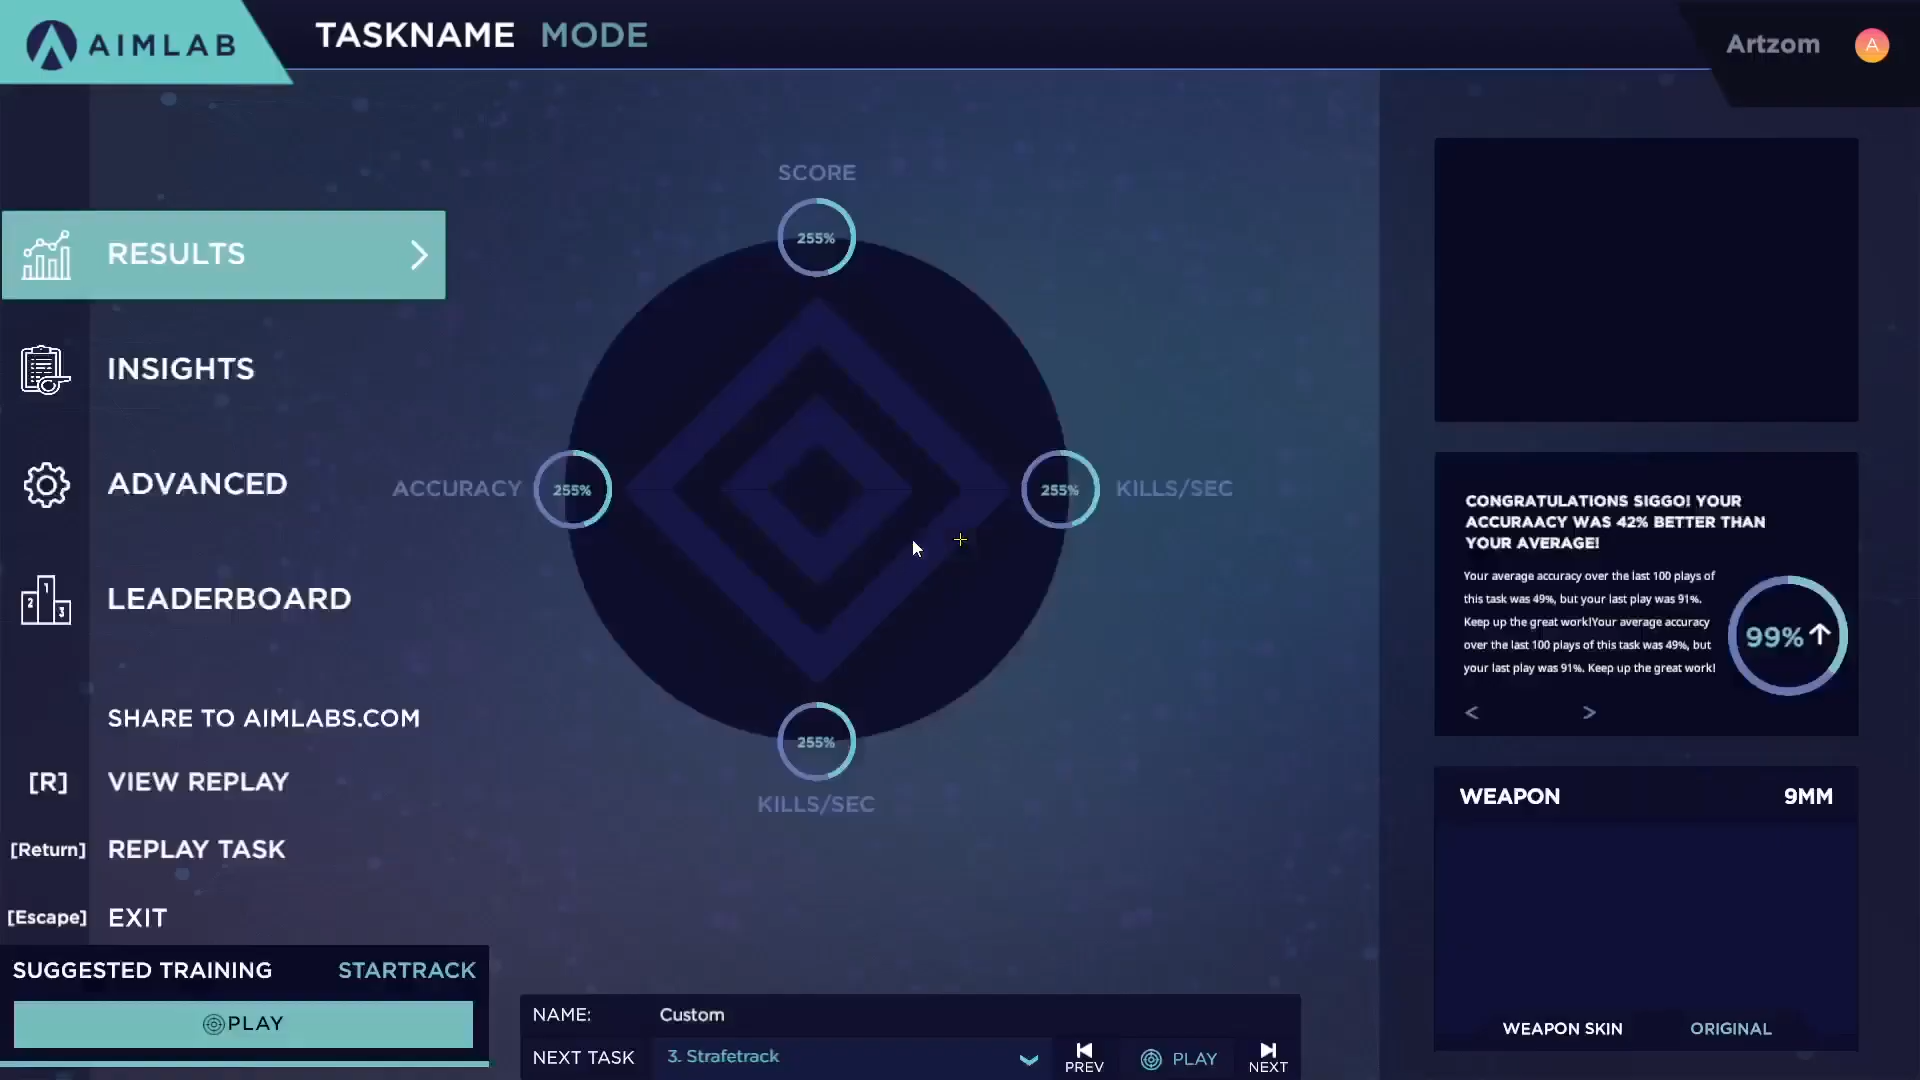 AIMLAB
TASKNAME MODE
Artzom
A
RESULTS
INSIGHTS
ADVANCED
LEADERBOARD
1
2
3
SHARE TO AIMLABS.COM
[R] VIEW REPLAY
[Return] REPLAY TASK
[Escape] EXIT
SUGGESTED TRAINING STARTRACK
PLAY
SCORE
255%
ACCURACY 255%
255% KILLS/SEC
255%
KILLS/SEC
NAME: Custom
NEXT TASK 3. Strafetrack
PREV
PLAY
NEXT
CONGRATULATIONS SIGGO! YOUR
ACCURAACY WAS 42% BETTER THAN
YOUR AVERAGE!
Your average accuracy over the last 100 plays of
this task was 49%, but your last play was 91%.
Keep up the great work!Your average accuracy
over the last 100 plays of this task was 49%, but
your last play was 91%. Keep up the great work!
99%
< >
WEAPON 9MM
WEAPON SKIN ORIGINAL